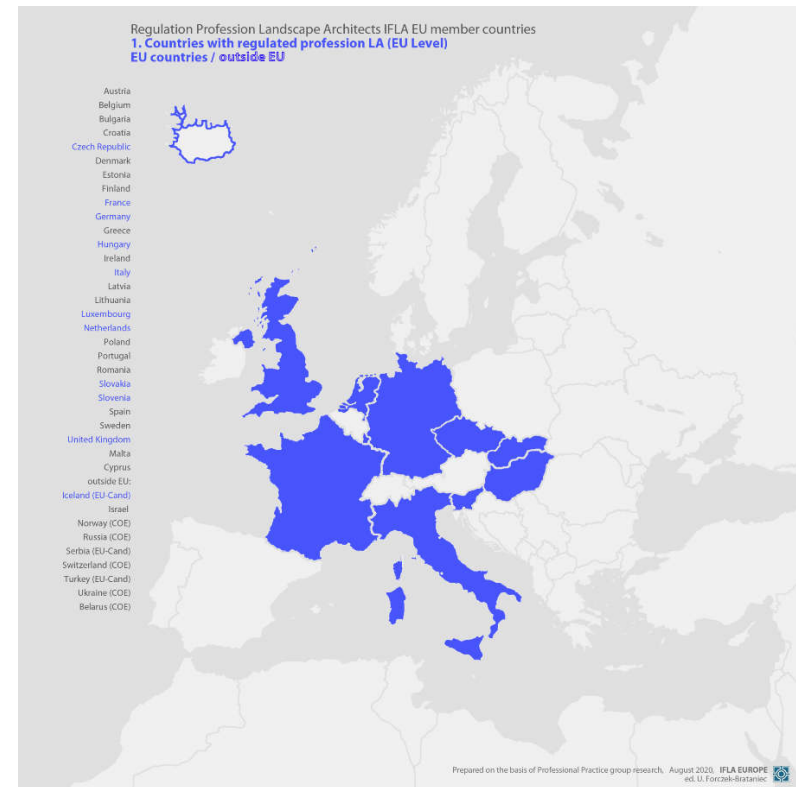 Regulation Profession Landscape Architects IFLA EU member countries
1. Countries with regulated profession LA (EU Level)
EU countries / outside EU
Austria
Belgium
Bulgaria
Croatia
Czech Republic
Denmark
Estonia
Finland
France
Germany
Greece
Hungary
Ireland
Italy
Latvia
Lithuania
Luxembourg
Netherlands
Poland
Portugal
Romania
Slovakia
Slovenia
Spain
Sweden
United Kingdom
Malta
Cyprus
outside EU:
Iceland (EU-Cand)
Israel
Norway (COE)
Russia (COE)
Serbia (EU-Cand)
Switzerland (COE)
Turkey (EU-Cand)
Ukraine (COE)
Belarus (COE)
Prepared on the basis of Professional Practice group research, August 2020, IFLA EUROPE
ed. U. Forczek-Brataniec